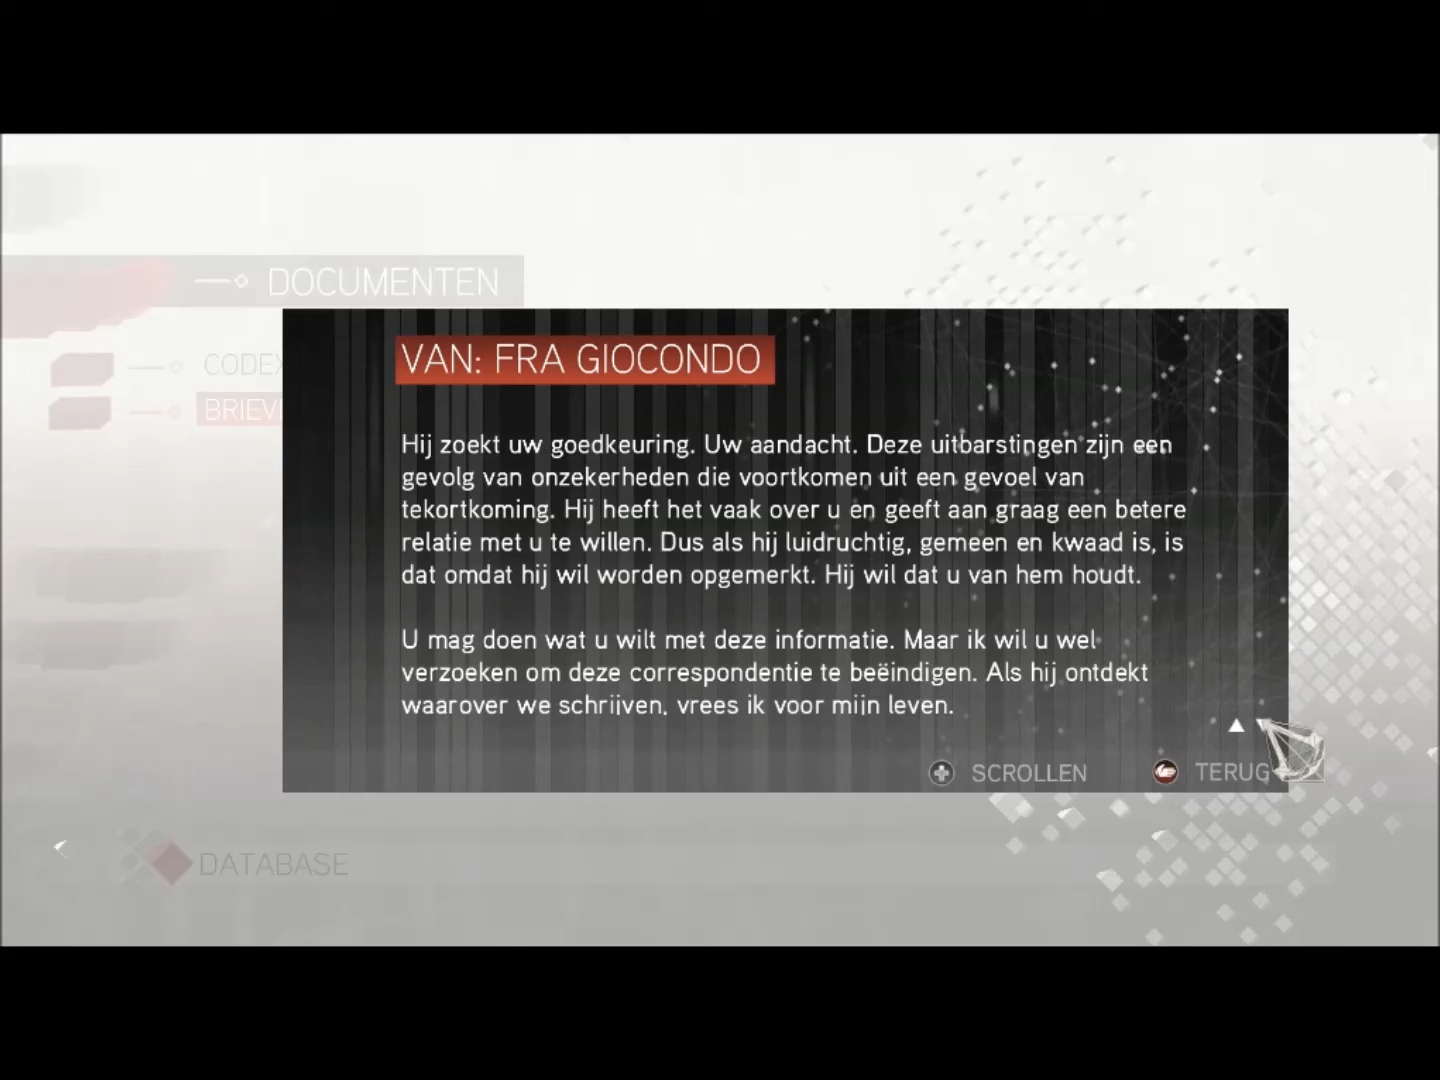 DOCUMENTEN
VAN: FRA GIOCONDO
CODEX
BRIEV
Hij zoekt uw goedkeuring. Uw aandacht. Deze uitbarstingen zijn een
gevolg van onzekerheden die voortkomen uit een gevoel van
tekortkoming. Hij heeft het vaak over u en geeft aan graag een betere
relatie met u te willen. Dus als hij luidruchtig, gemeen en kwaad is, is
dat omdat hij wil worden opgemerkt. Hij wil dat u van hem houdt.
U mag doen wat u wilt met deze informatie. Maar ik wil u wel
verzoeken om deze correspondentie te beëindigen. Als hij ontdekt
waarover we schrijven, vrees ik voor mijn leven.
SCROLLEN
TERUG
DATABASE